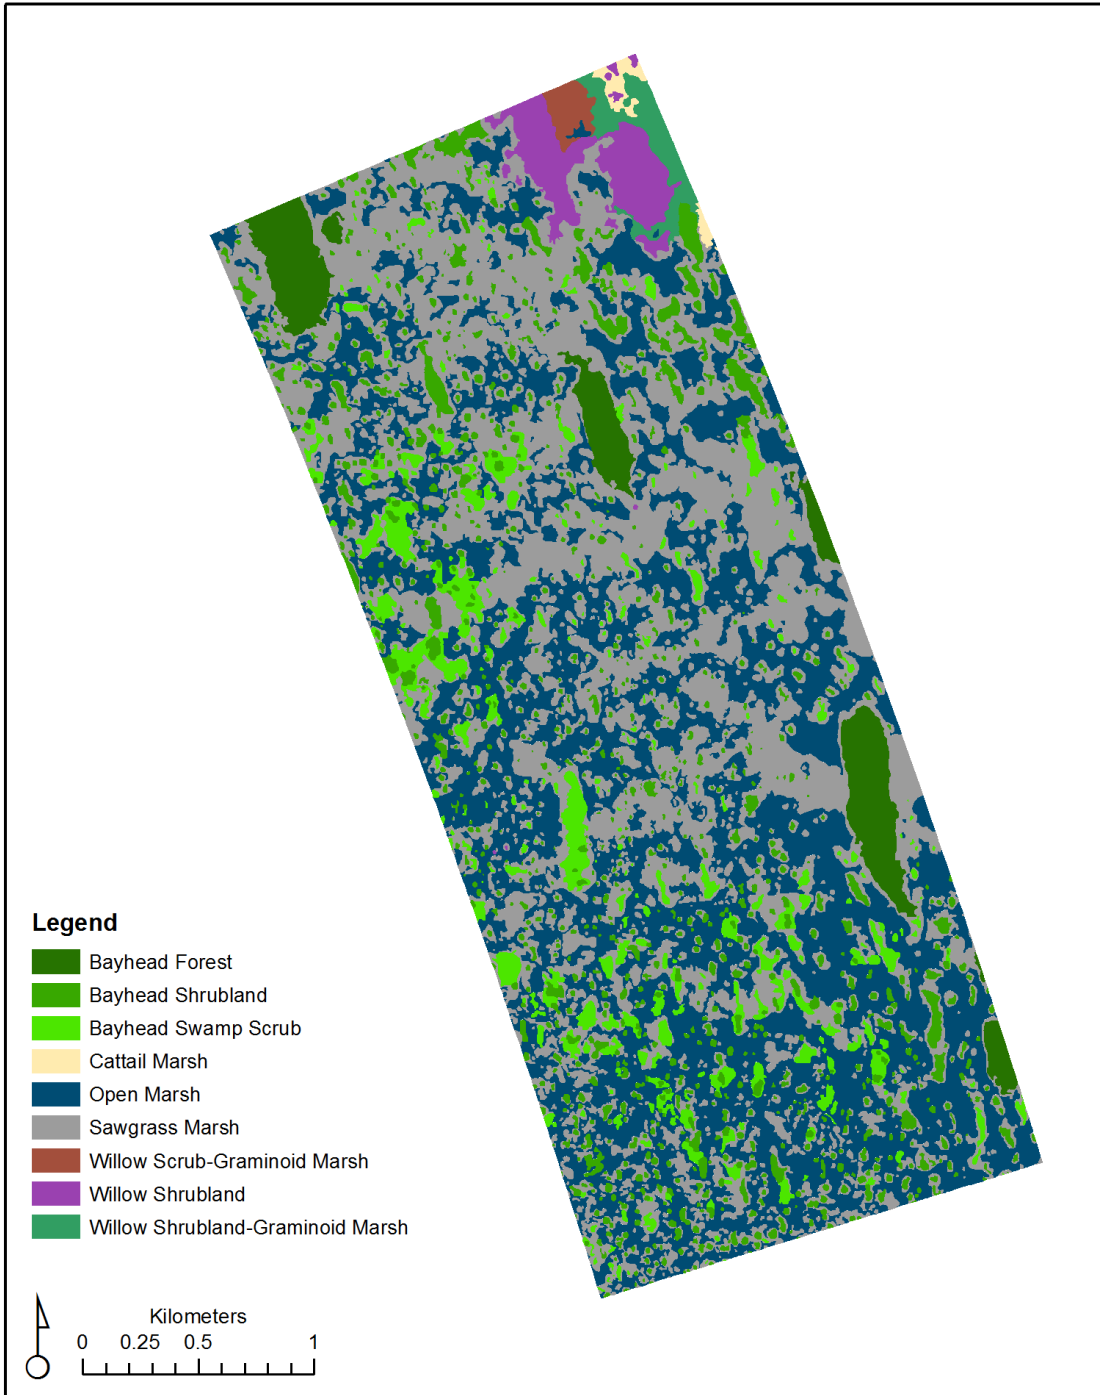 Legend
Bayhead Forest
Bayhead Shrubland
Bayhead Swamp Scrub
Cattail Marsh
Open Marsh
Sawgrass Marsh
Willow Scrub-Graminoid Marsh
Willow Shrubland
Willow Shrubland-Graminoid Marsh
Kilometers
0 0.25 0.5 1